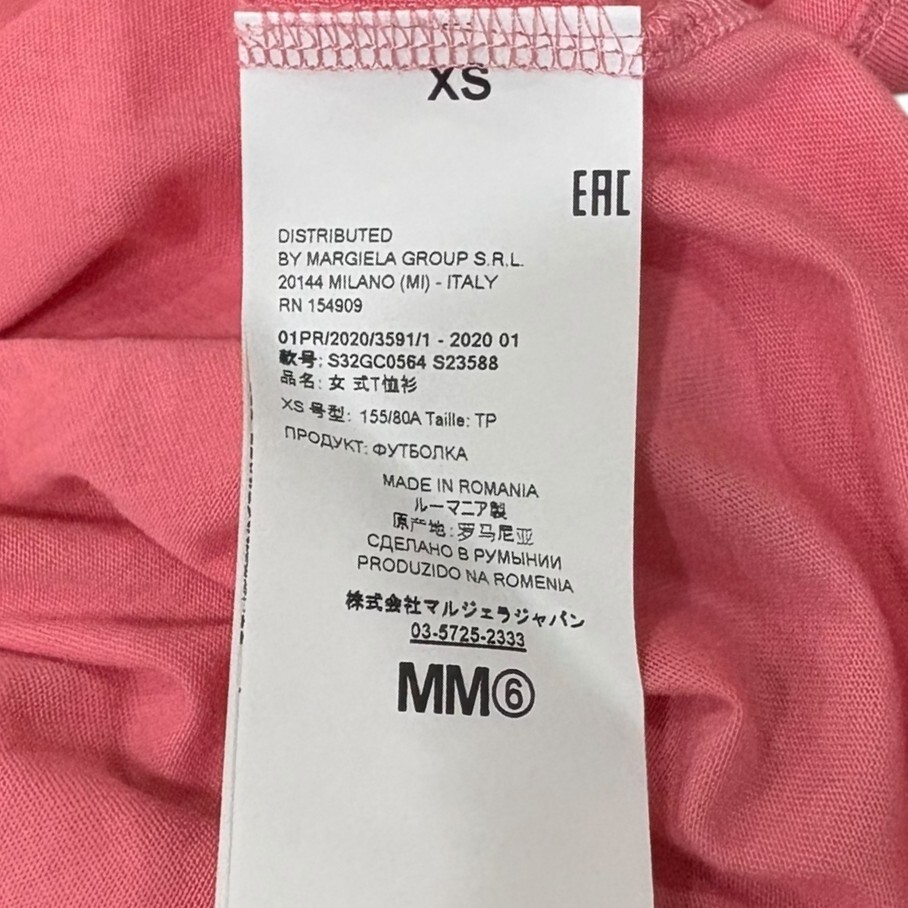 XS
EAC
DISTRIBUTED
BY MARGIELA GROUP S.R.L.
20144 MILANO (MI) - ITALY
RN 154909
01PR/2020/3591/1 - 2020 01
款号: S32GC0564 S23588
品名: 女 式T恤衫
XS 号型: 155/80A Taille: TP
ПРОДУКТ: ФУТБОЛКА
MADE IN ROMANIA
ルーマニア製
原产地: 罗马尼亚
СДЕЛАНО В РУМЫНИИ
PRODUZIDO NA ROMENIA
株式会社マルジェラジャパン
03-5725-2333
MM⑥